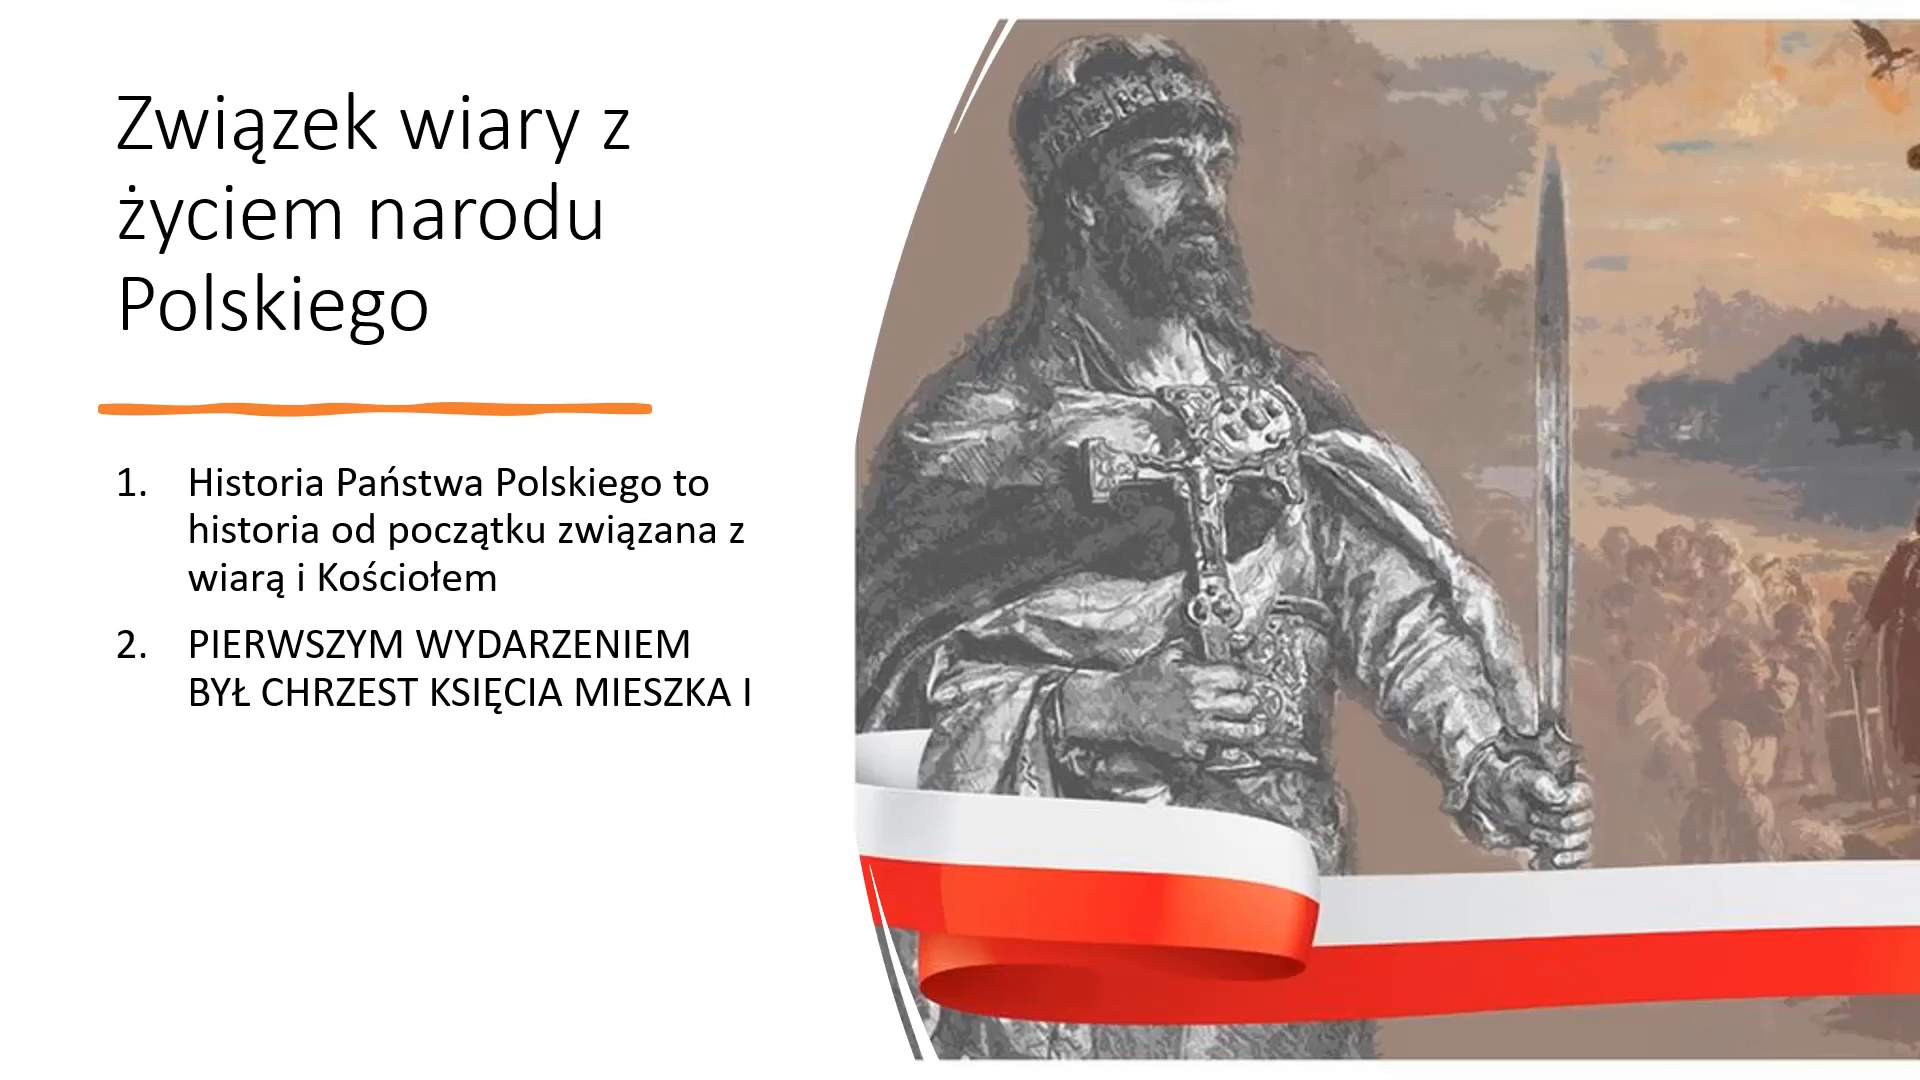 Związek wiary z
życiem narodu
Polskiego
1. Historia Państwa Polskiego to
historia od początku związana z
wiarą i Kościołem
2. PIERWSZYM WYDARZENIEM
BYŁ CHRZEST KSIĘCIA MIESZKA I